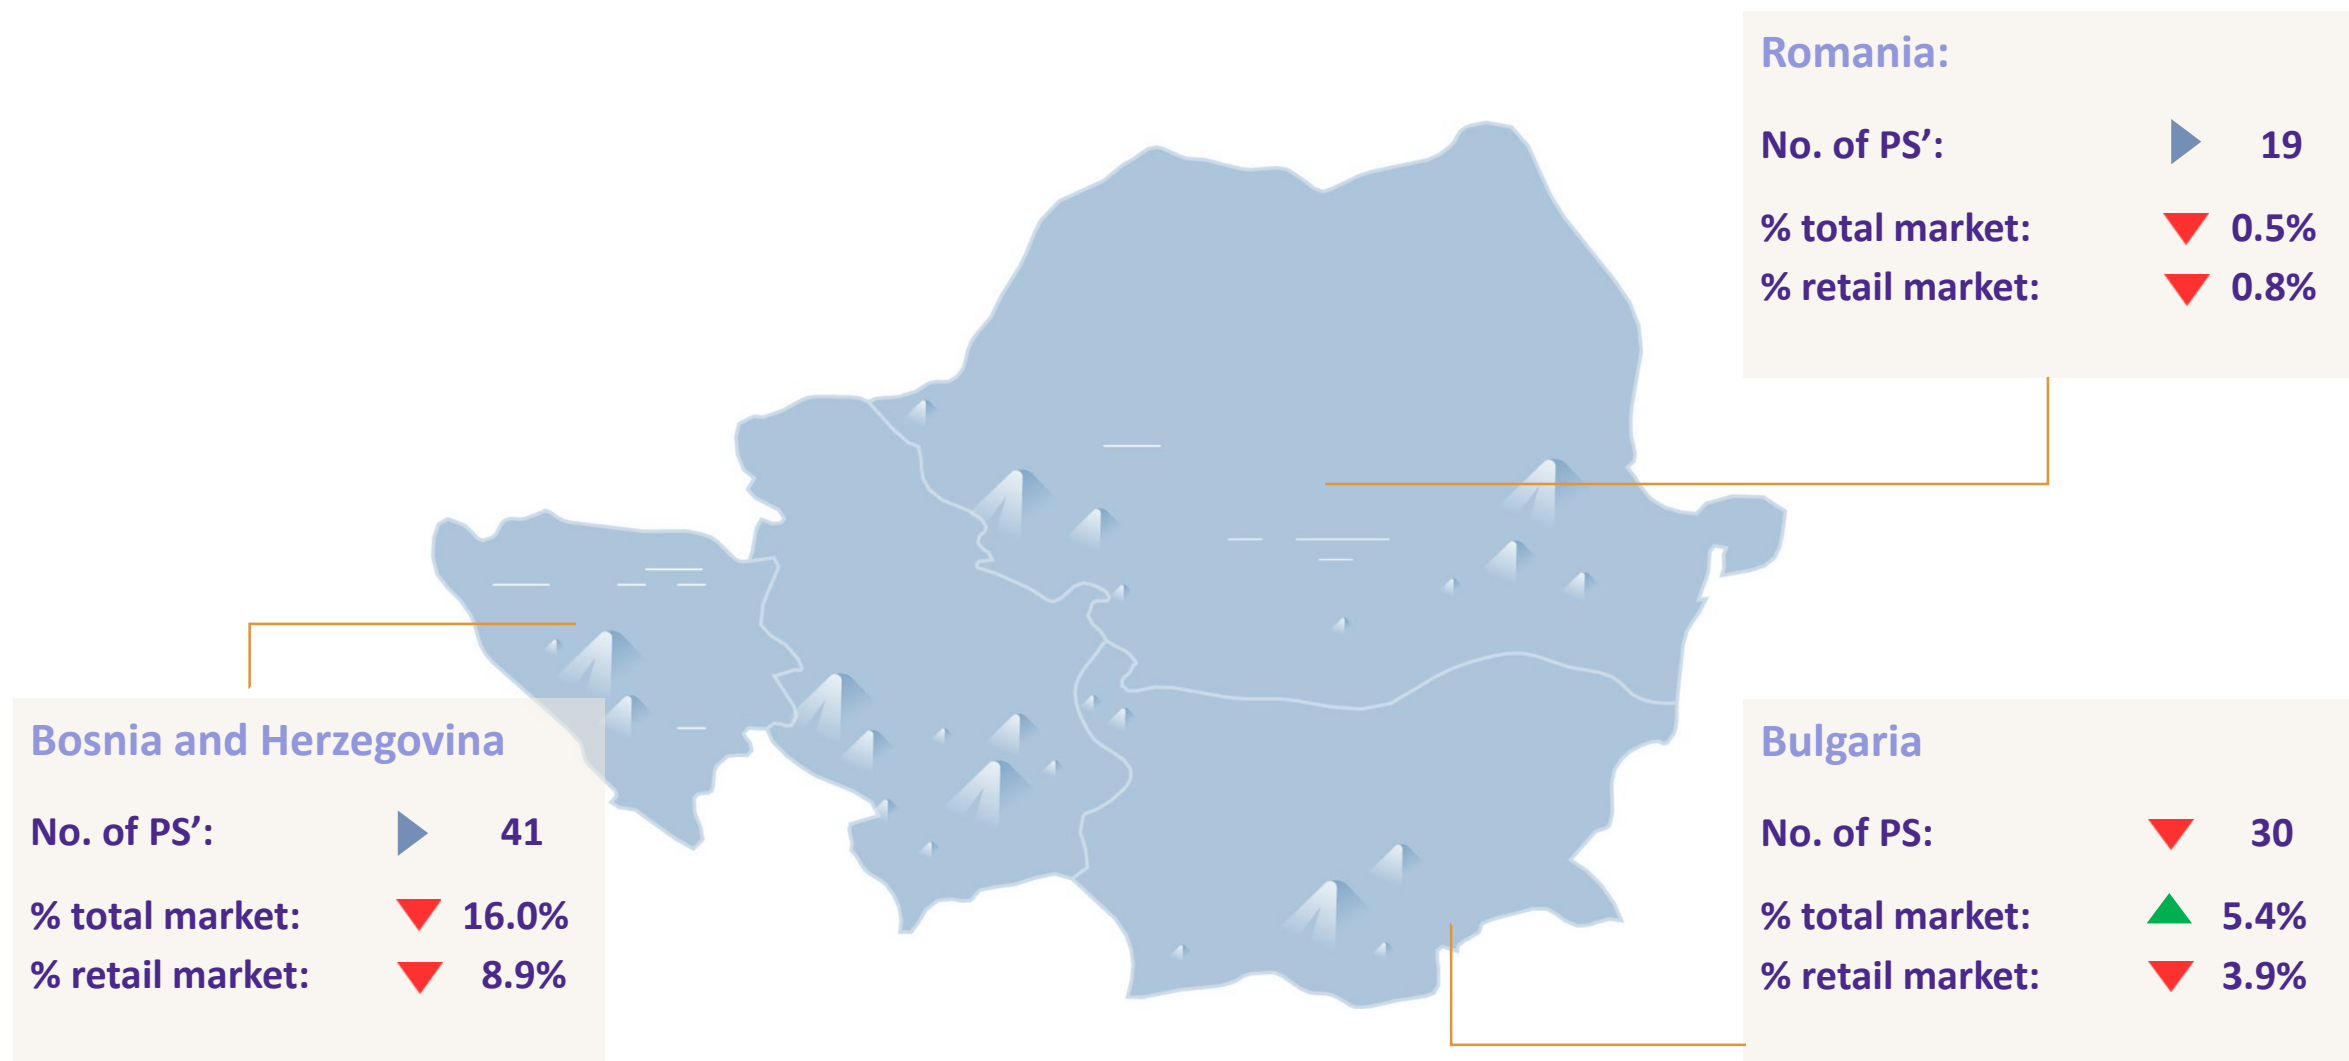 Romania:
No. of PS’: 19
% total market: 0.5%
% retail market: 0.8%
Bosnia and Herzegovina
No. of PS’: 41
% total market: 16.0%
% retail market: 8.9%
Bulgaria
No. of PS: 30
% total market: 5.4%
% retail market: 3.9%